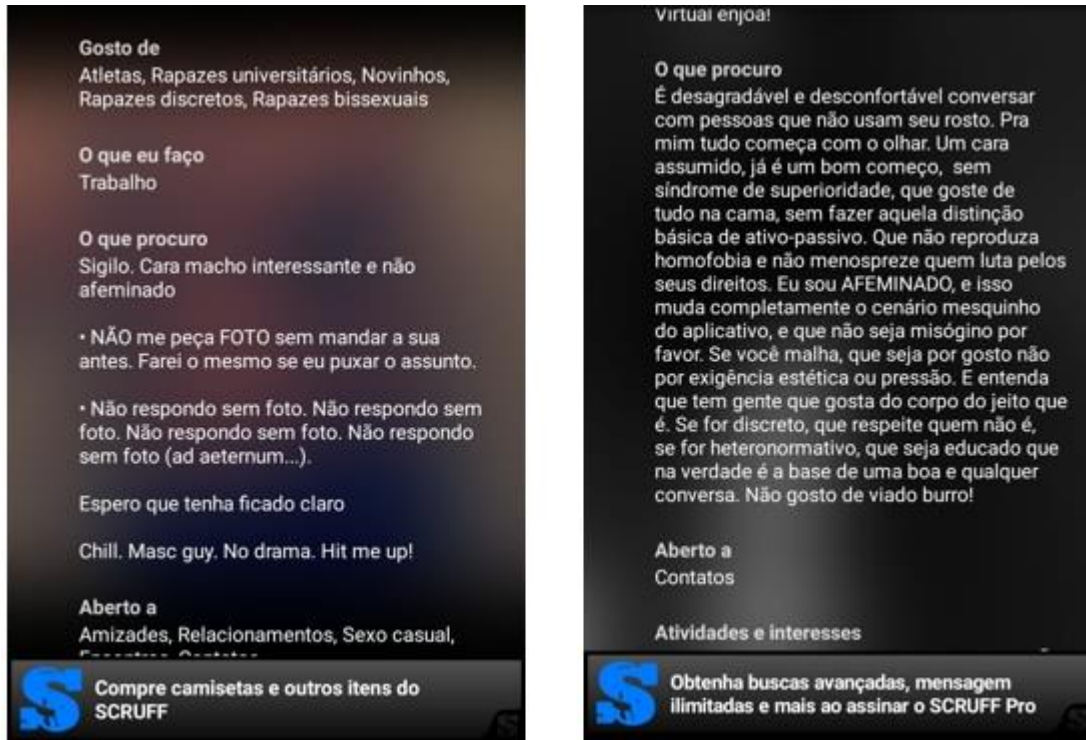 Gosto de
Atletas, Rapazes universitários, Novinhos,
Rapazes discretos, Rapazes bissexuais
O que eu faço
Trabalho
O que procuro
Sigilo. Cara macho interessante e não
afeminado
• NÃO me peça FOTO sem mandar a sua
antes. Farei o mesmo se eu puxar o assunto.
• Não respondo sem foto. Não respondo sem
foto. Não respondo sem foto. Não respondo
sem foto (ad aeternum...).
Espero que tenha ficado claro
Chill. Masc guy. No drama. Hit me up!
Aberto a
Amizades, Relacionamentos, Sexo casual,
Encontros, Contatos
Compre camisetas e outros itens do
SCRUFF
Virtual enjoa!
O que procuro
É desagradável e desconfortável conversar
com pessoas que não usam seu rosto. Pra
mim tudo começa com o olhar. Um cara
assumido, já é um bom começo, sem
síndrome de superioridade, que goste de
tudo na cama, sem fazer aquela distinção
básica de ativo-passivo. Que não reproduza
homofobia e não menospreze quem luta pelos
seus direitos. Eu sou AFEMINADO, e isso
muda completamente o cenário mesquinho
do aplicativo, e que não seja misógino por
favor. Se você malha, que seja por gosto não
por exigência estética ou pressão. E entenda
que tem gente que gosta do corpo do jeito que
é. Se for discreto, que respeite quem não é,
se for heteronormativo, que seja educado que
na verdade é a base de uma boa e qualquer
conversa. Não gosto de viado burro!
Aberto a
Contatos
Atividades e interesses
Obtenha buscas avançadas, mensagem
ilimitadas e mais ao assinar o SCRUFF Pro